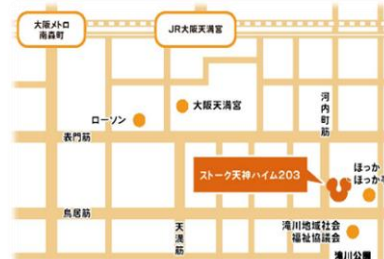 大阪メトロ
南森町
JR大阪天満宮
大阪天満宮
ローソン
河内町筋
表門筋
ストーク天神ハイム203
ほっか
ほっか亭
鳥居筋
天満筋
滝川地域社会
福祉協議会
滝川公園